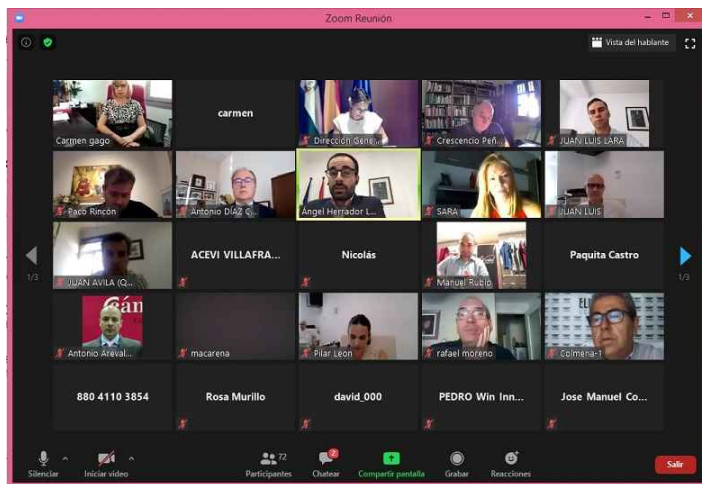 Zoom Reunión
Vista del hablante
Carmen gago
carmen
Dirección Gene...
Crescencio Peñ...
JUAN LUIS LARA
Paco Rincón
Antonio DÍAZ C...
Ángel Herrador L...
SARA
JUAN LUIS
JUAN AVILA (Q...
ACEVI VILLAFRA...
Nicolás
Manuel Rubio
Paquita Castro
1/3
1/3
Cán
Antonio Areval...
macarena
Pilar Leon
rafael moreno
EL
Colmena-1
880 4110 3854
Rosa Murillo
david_000
PEDRO Win Inn...
Jose Manuel Co...
72
2
Silenciar
Iniciar video
Participantes
Chatear
Compartir pantalla
Grabar
Reacciones
Salir